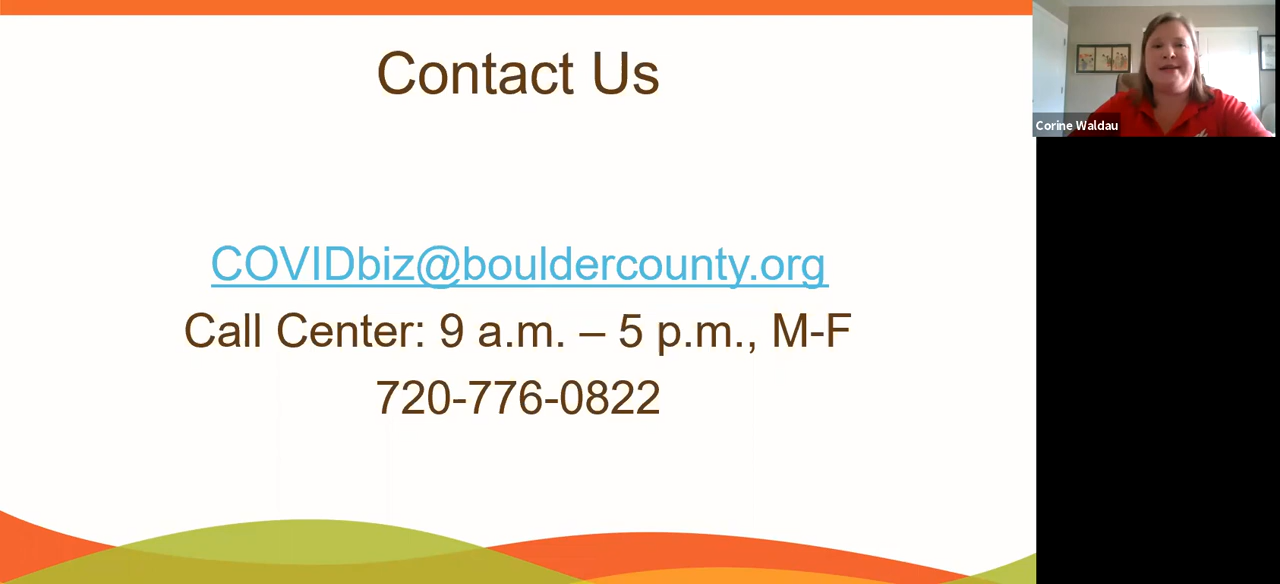 Contact Us
COVIDbiz@bouldercounty.org
Call Center: 9 a.m. – 5 p.m., M-F
720-776-0822
Corine Waldau